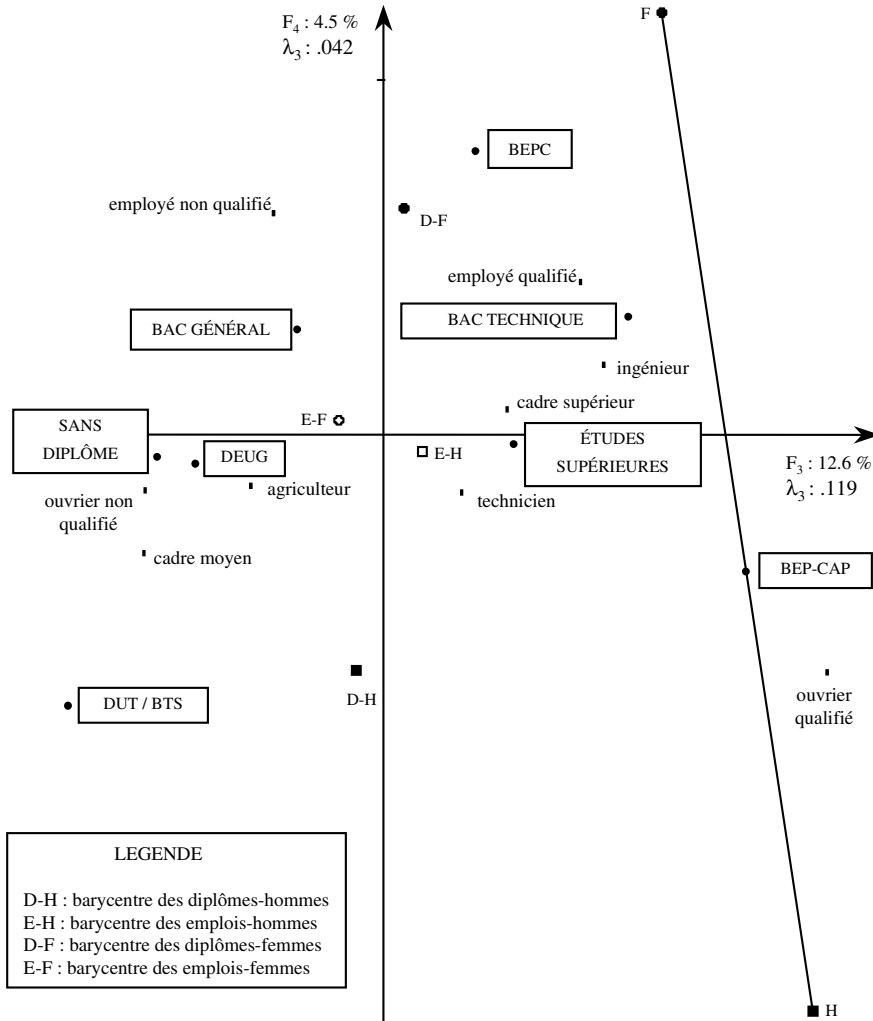 F₄ : 4.5 %
λ₃ : .042
F
BEPC
employé non qualifié
D-F
employé qualifié
BAC GÉNÉRAL
BAC TECHNIQUE
ingénieur
cadre supérieur
E-F
SANS
DIPLÔME
DEUG
E-H
ÉTUDES
SUPÉRIEURES
F₃ : 12.6 %
λ₃ : .119
agriculteur
ouvrier non
qualifié
technicien
cadre moyen
BEP-CAP
D-H
DUT / BTS
ouvrier
qualifié
LEGENDE
D-H : barycentre des diplômes-hommes
E-H : barycentre des emplois-hommes
D-F : barycentre des diplômes-femmes
E-F : barycentre des emplois-femmes
H